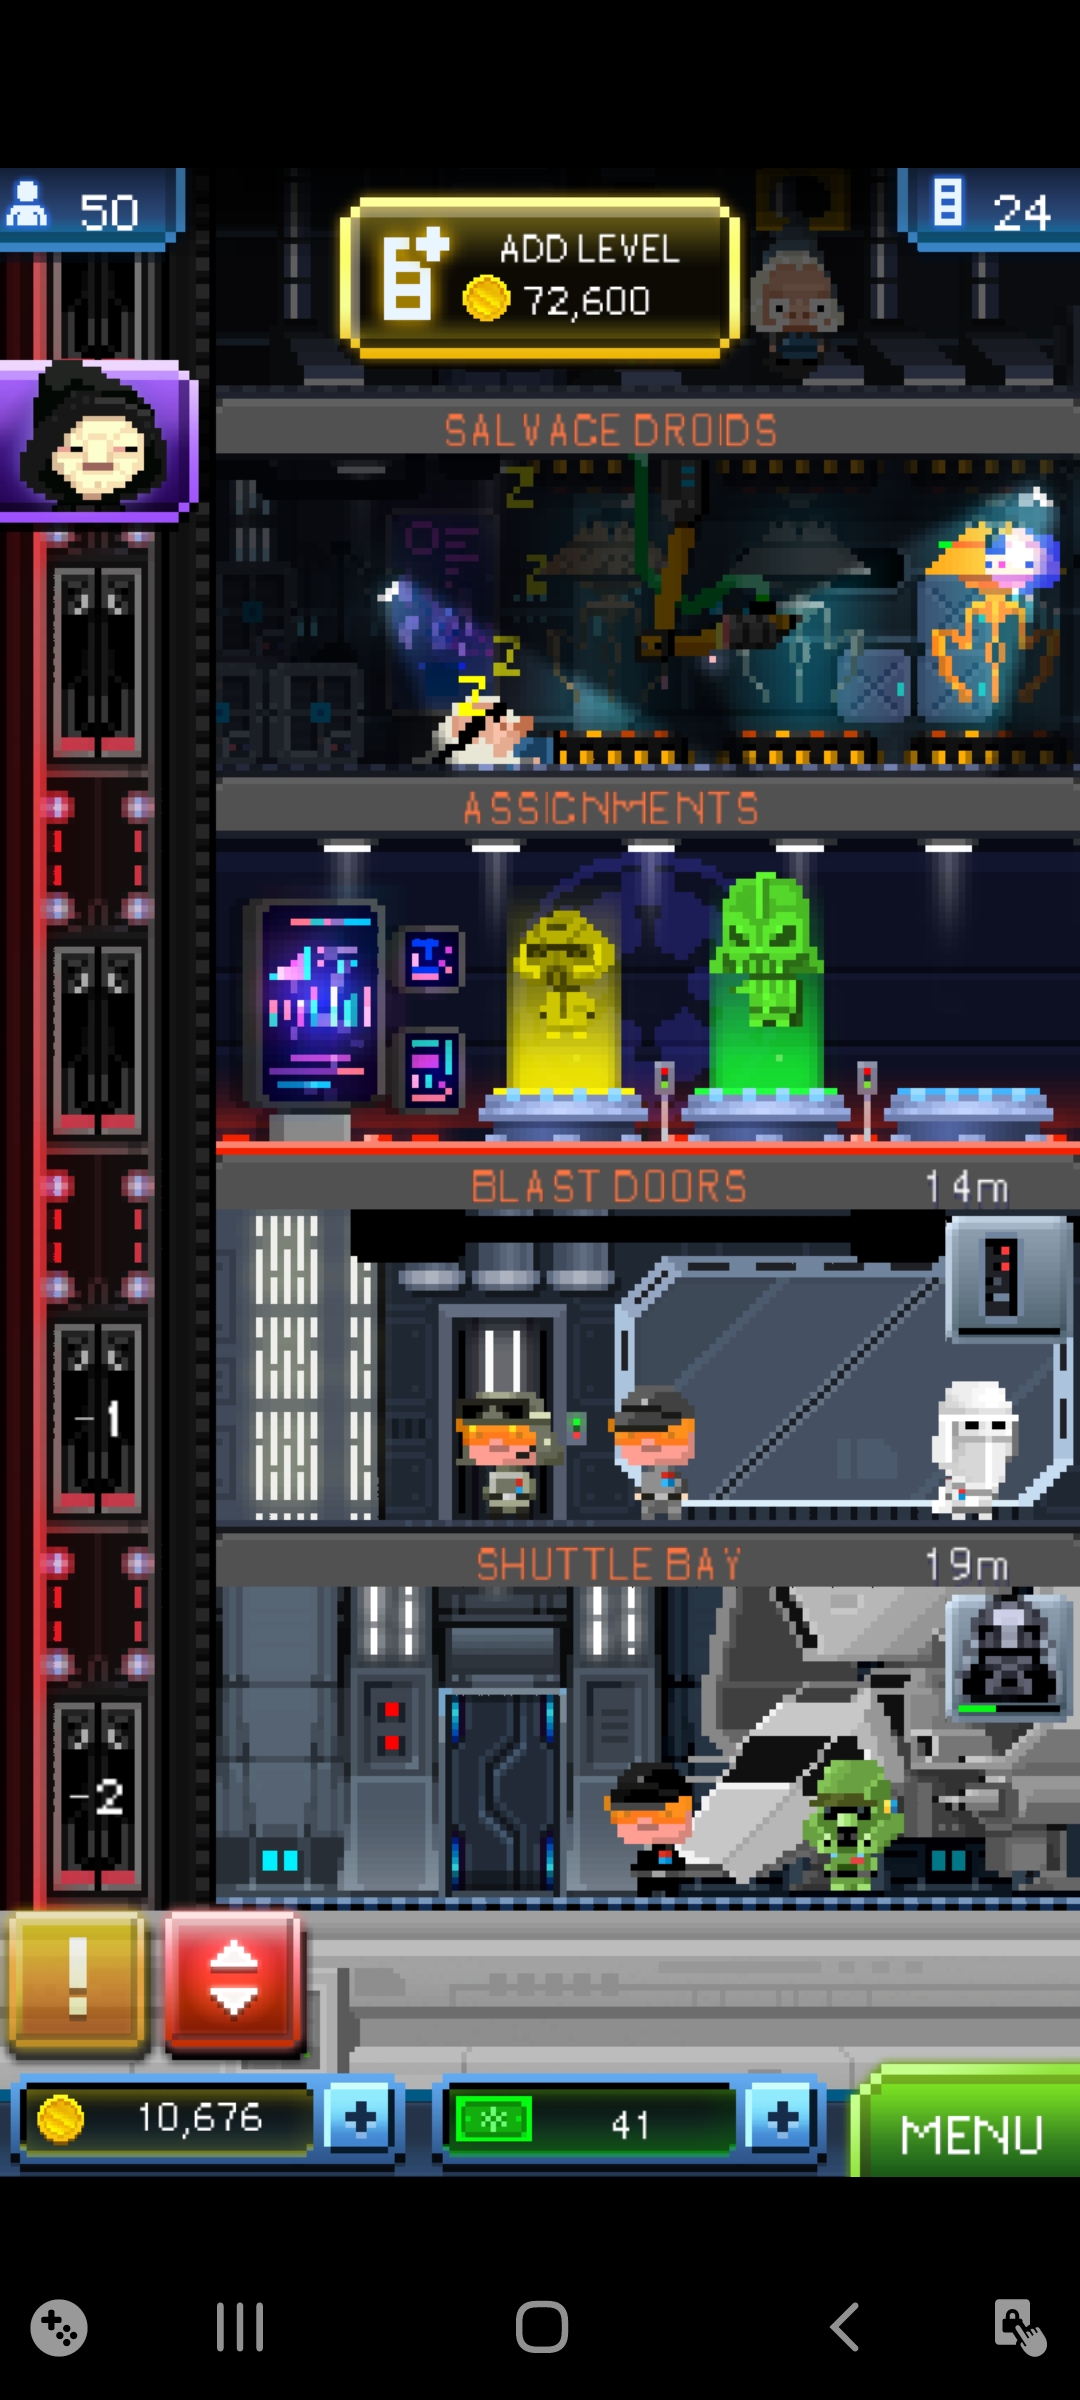 50
ADD LEVEL
72,600
24
SALVAGE DROIDS
Z
Z
Z
Z
ASSIGNMENTS
BLAST DOORS 14m
-1
SHUTTLE BAY 19m
-2
!
10,676 +
41 +
MENU